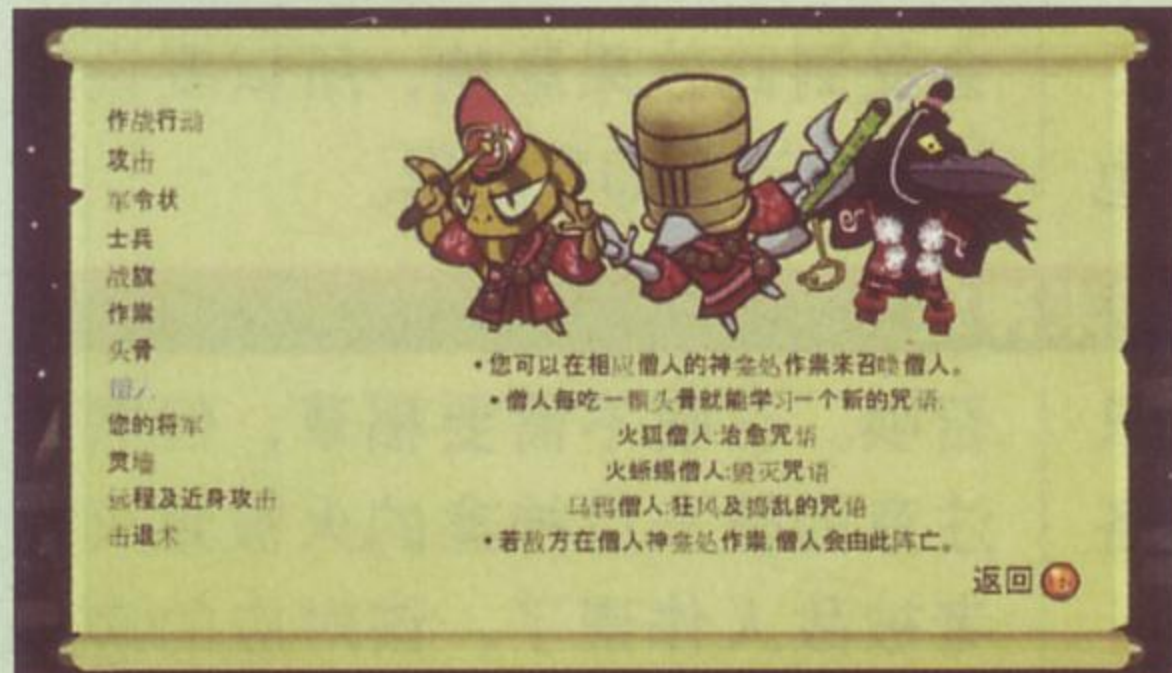 作战行动
攻击
军令状
士兵
战旗
作祟
头骨
僧人
您的将军
灵墙
远程及近身攻击
击退术
•您可以在相应僧人的神龛处作祟来召唤僧人。
•僧人每吃一颗头骨就能学习一个新的咒语.
火狐僧人:治愈咒语
火蜥蜴僧人:毁灭咒语
乌鸦僧人:狂风及捣乱的咒语
•若敌方在僧人神龛处作祟,僧人会由此阵亡。
返回